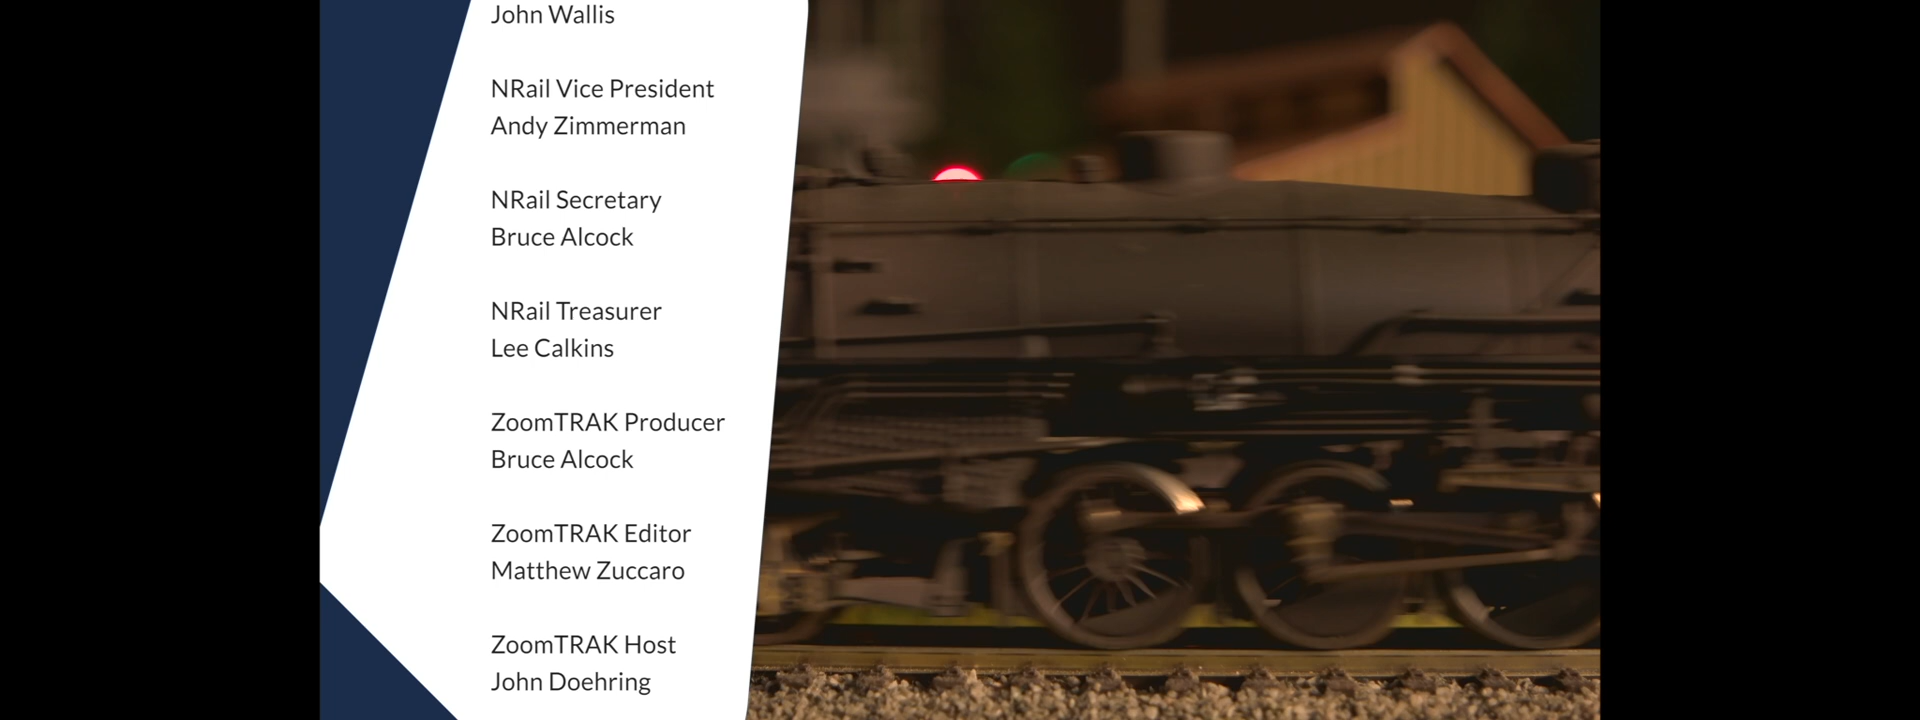 John Wallis
NRail Vice President
Andy Zimmerman
NRail Secretary
Bruce Alcock
NRail Treasurer
Lee Calkins
ZoomTRAK Producer
Bruce Alcock
ZoomTRAK Editor
Matthew Zuccaro
ZoomTRAK Host
John Doehring